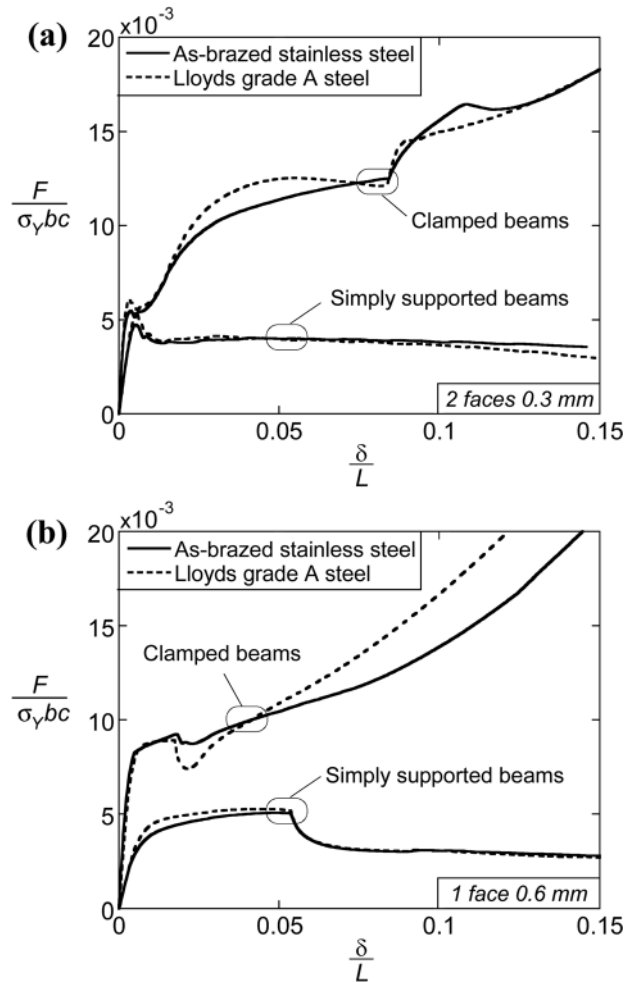 (a)
20
×10⁻³
As-brazed stainless steel
Lloyds grade A steel
15
F
σ_Y bc
10
Clamped beams
Simply supported beams
5
2 faces 0.3 mm
0
0
0.05
0.1
0.15
δ
L
(b)
20
×10⁻³
As-brazed stainless steel
Lloyds grade A steel
15
Clamped beams
F
σ_Y bc
10
Simply supported beams
5
1 face 0.6 mm
0
0
0.05
0.1
0.15
δ
L